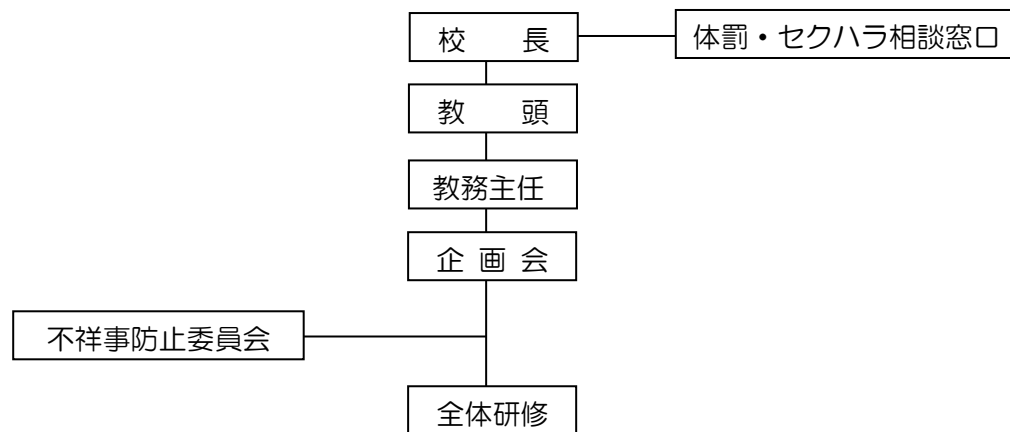 校　　長
体罰・セクハラ相談窓口
教　　頭
教務主任
企 画 会
不祥事防止委員会
全体研修